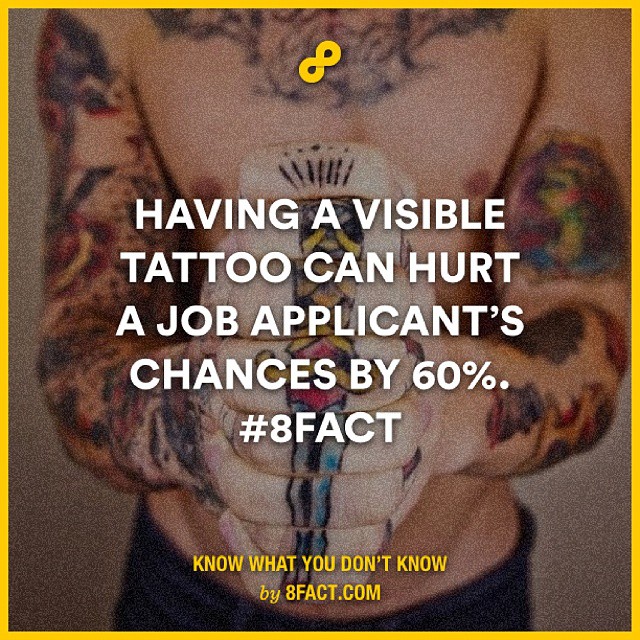 HAVING A VISIBLE
TATTOO CAN HURT
A JOB APPLICANT'S
CHANCES BY 60%.
#8FACT
KNOW WHAT YOU DON'T KNOW
by 8FACT.COM